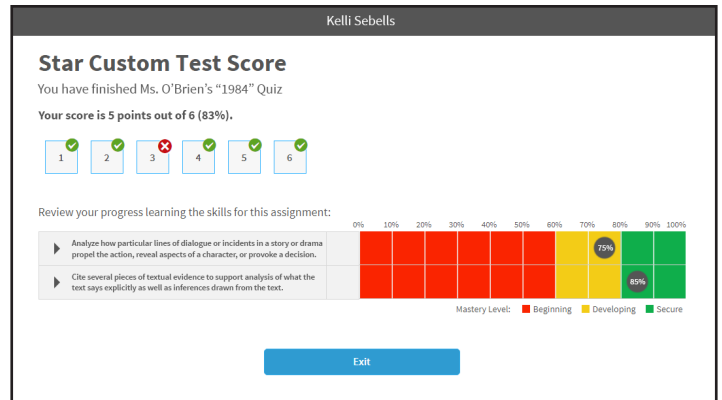 Kelli Sebells
Star Custom Test Score
You have finished Ms. O’Brien’s “1984” Quiz
Your score is 5 points out of 6 (83%).
1 2 3 4 5 6
Review your progress learning the skills for this assignment:
0% 10% 20% 30% 40% 50% 60% 70% 80% 90% 100%
Analyze how particular lines of dialogue or incidents in a story or drama
propel the action, reveal aspects of a character, or provoke a decision.
75%
Cite several pieces of textual evidence to support analysis of what the
text says explicitly as well as inferences drawn from the text.
85%
Mastery Level: Beginning Developing Secure
Exit